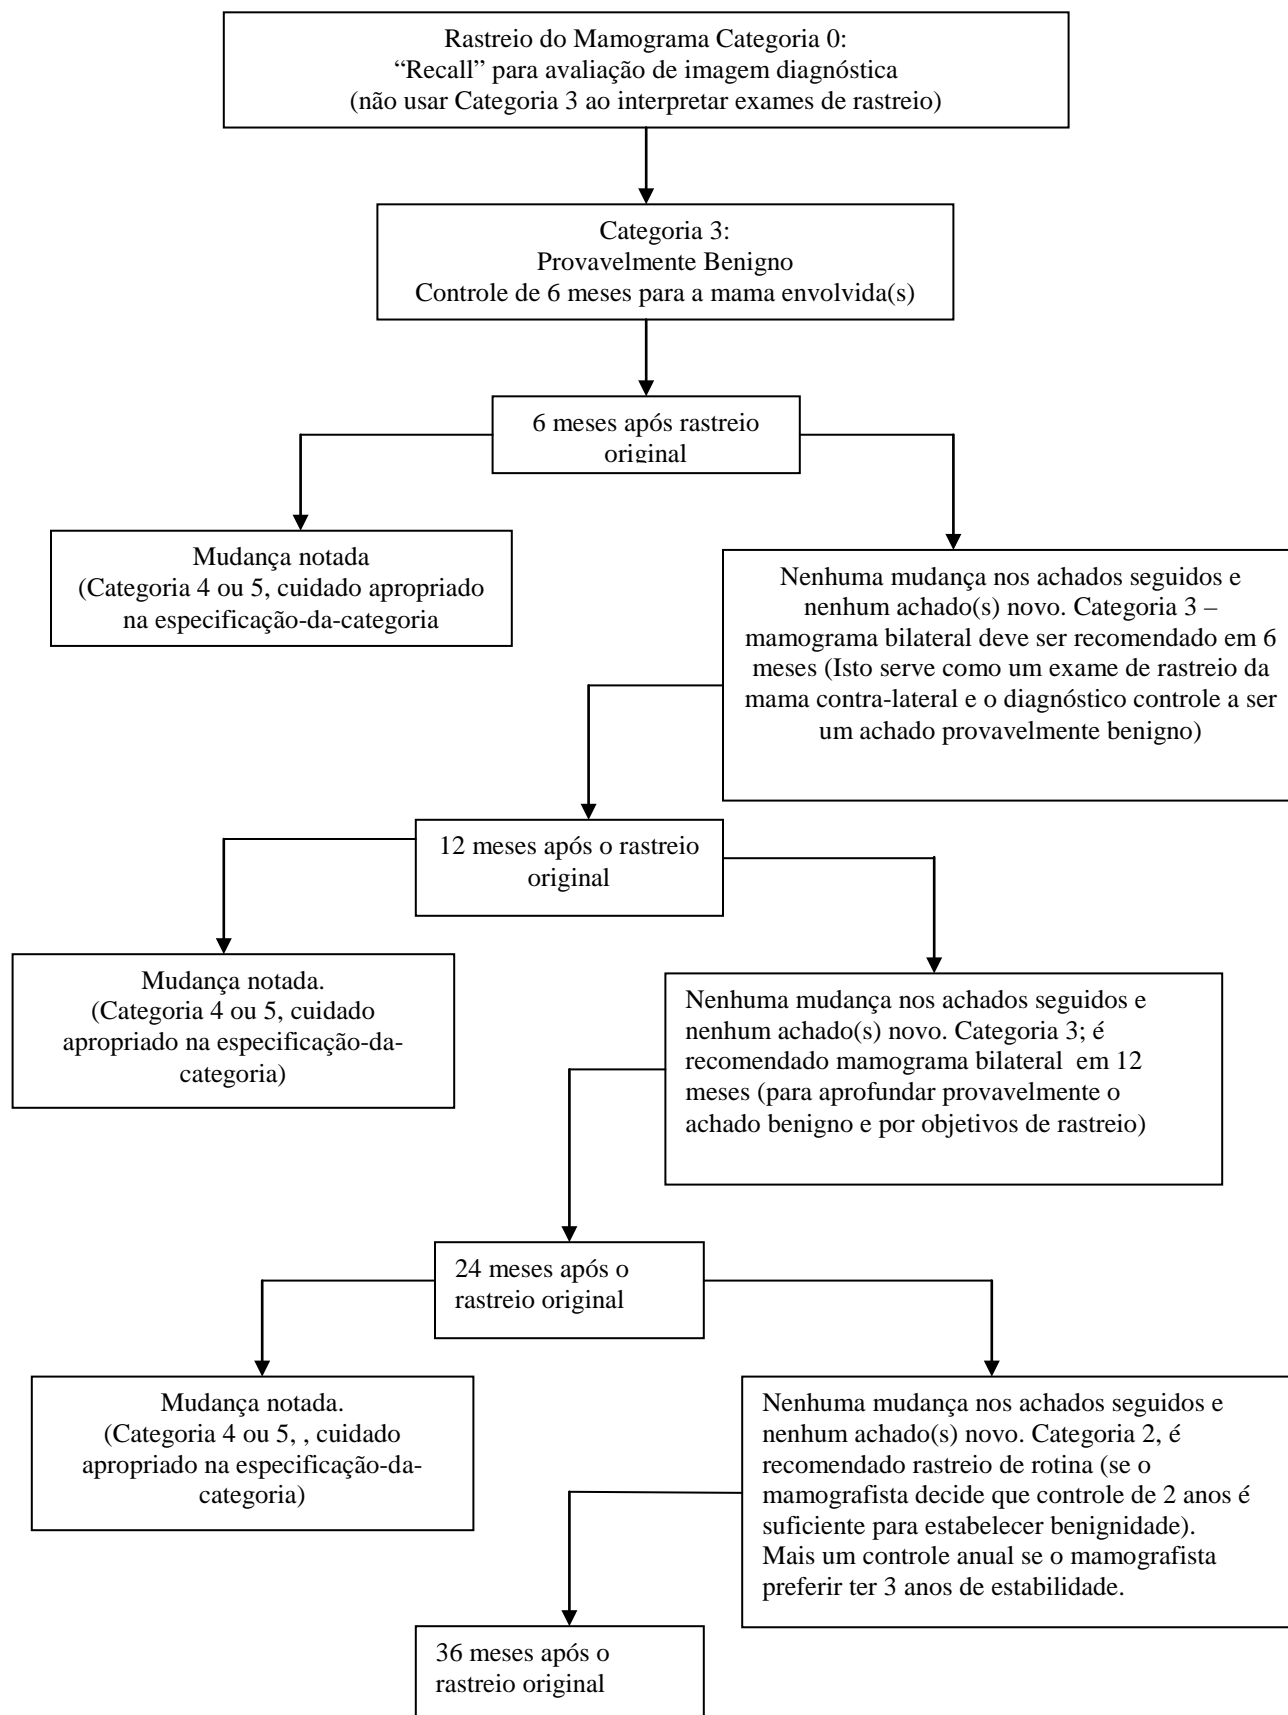 Rastreio do Mamograma Categoria 0:
“Recall” para avaliação de imagem diagnóstica
(não usar Categoria 3 ao interpretar exames de rastreio)
Categoria 3:
Provavelmente Benigno
Controle de 6 meses para a mama envolvida(s)
6 meses após rastreio
original
Mudança notada
(Categoria 4 ou 5, cuidado apropriado
na especificação-da-categoria
Nenhuma mudança nos achados seguidos e
nenhum achado(s) novo. Categoria 3 –
mamograma bilateral deve ser recomendado em 6
meses (Isto serve como um exame de rastreio da
mama contra-lateral e o diagnóstico controle a ser
um achado provavelmente benigno)
12 meses após o rastreio
original
Mudança notada.
(Categoria 4 ou 5, cuidado
apropriado na especificação-da-
categoria)
Nenhuma mudança nos achados seguidos e
nenhum achado(s) novo. Categoria 3; é
recomendado mamograma bilateral  em 12
meses (para aprofundar provavelmente o
achado benigno e por objetivos de rastreio)
24 meses após o
rastreio original
Mudança notada.
(Categoria 4 ou 5, , cuidado
apropriado na especificação-da-
categoria)
Nenhuma mudança nos achados seguidos e
nenhum achado(s) novo. Categoria 2, é
recomendado rastreio de rotina (se o
mamografista decide que controle de 2 anos é
suficiente para estabelecer benignidade).
Mais um controle anual se o mamografista
preferir ter 3 anos de estabilidade.
36 meses após o
rastreio original